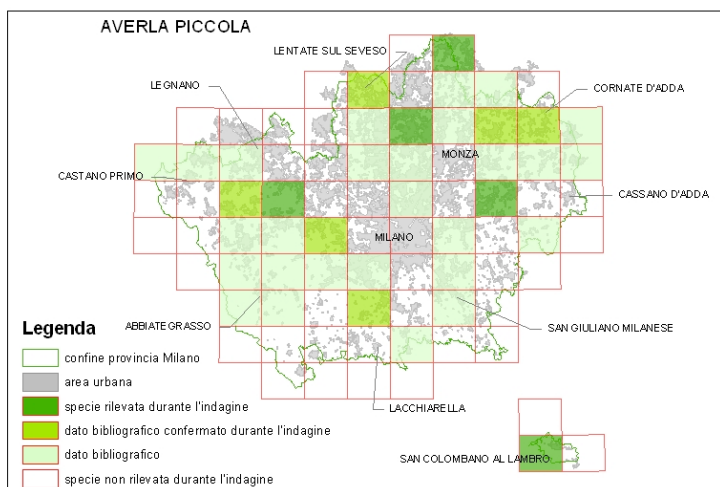 AVERLA PICCOLA
LENTATE SUL SEVESO
LEGNANO
CORNATE D'ADDA
MONZA
CASTANO PRIMO
CASSANO D'ADDA
MILANO
ABBIATEGRASSO
SAN GIULIANO MILANESE
LACCHIARELLA
SAN COLOMBANO AL LAMBRO
Legenda
confine provincia Milano
area urbana
specie rilevata durante l'indagine
dato bibliografico confermato durante l'indagine
dato bibliografico
specie non rilevata durante l'indagine